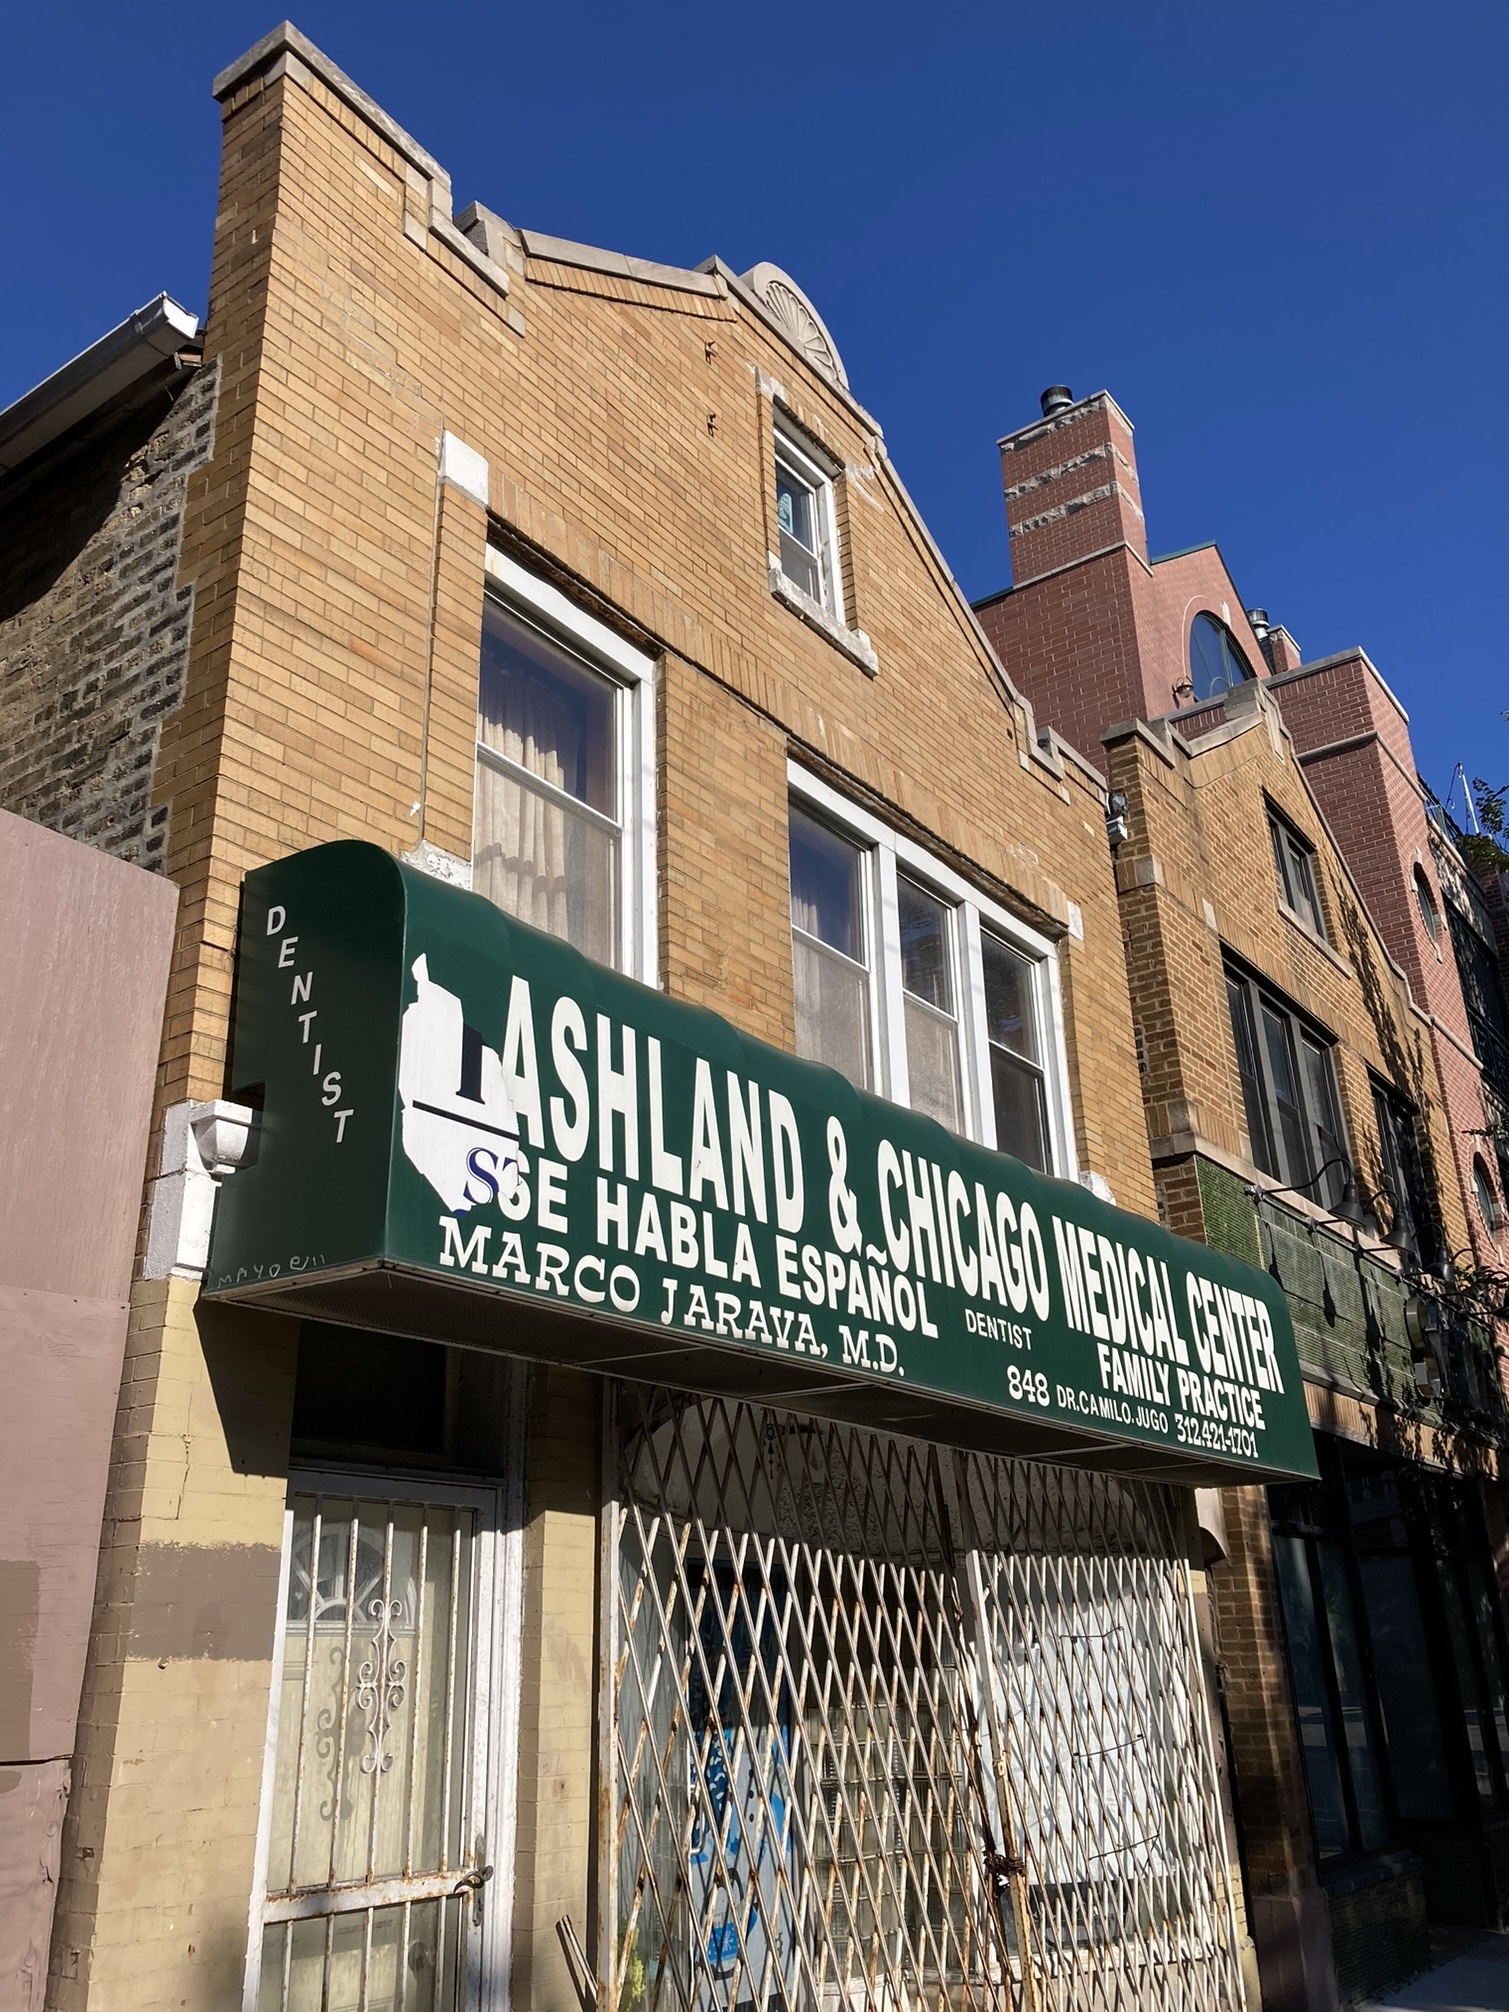 DENTIST
ASHLAND & CHICAGO MEDICAL CENTER
SE HABLA ESPAÑOL
FAMILY PRACTICE
MARCO JARAVA, M.D.
DENTIST
848 DR.CAMILO.JUGO 312.421-1701